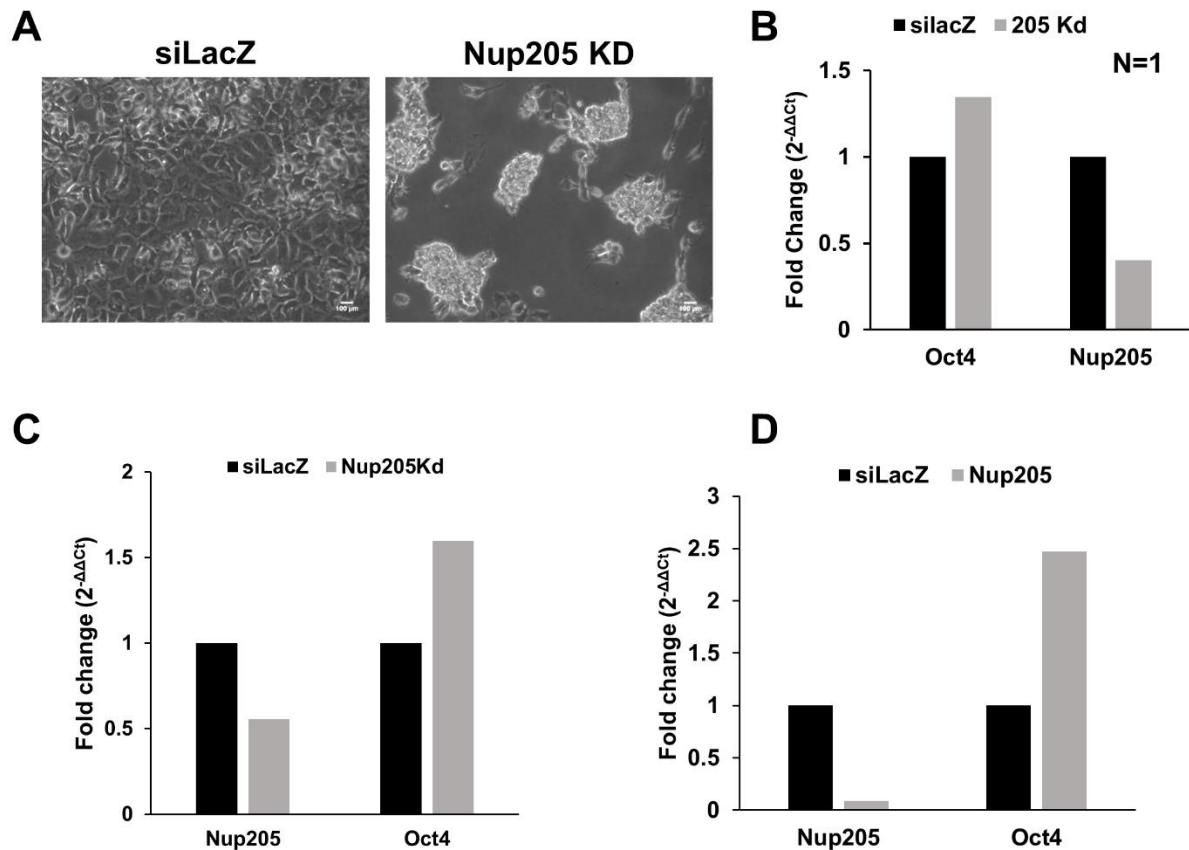 A
siLacZ
Nup205 KD
100 μm
100 μm
B
silacZ 205 Kd
N=1
Fold Change (2-ΔΔCt)
1.5
1
0.5
0
Oct4 Nup205
C
siLacZ Nup205Kd
Fold change (2-ΔΔCt)
2
1.5
1
0.5
0
Nup205 Oct4
D
siLacZ Nup205
Fold change (2-ΔΔCt)
3
2.5
2
1.5
1
0.5
0
Nup205 Oct4